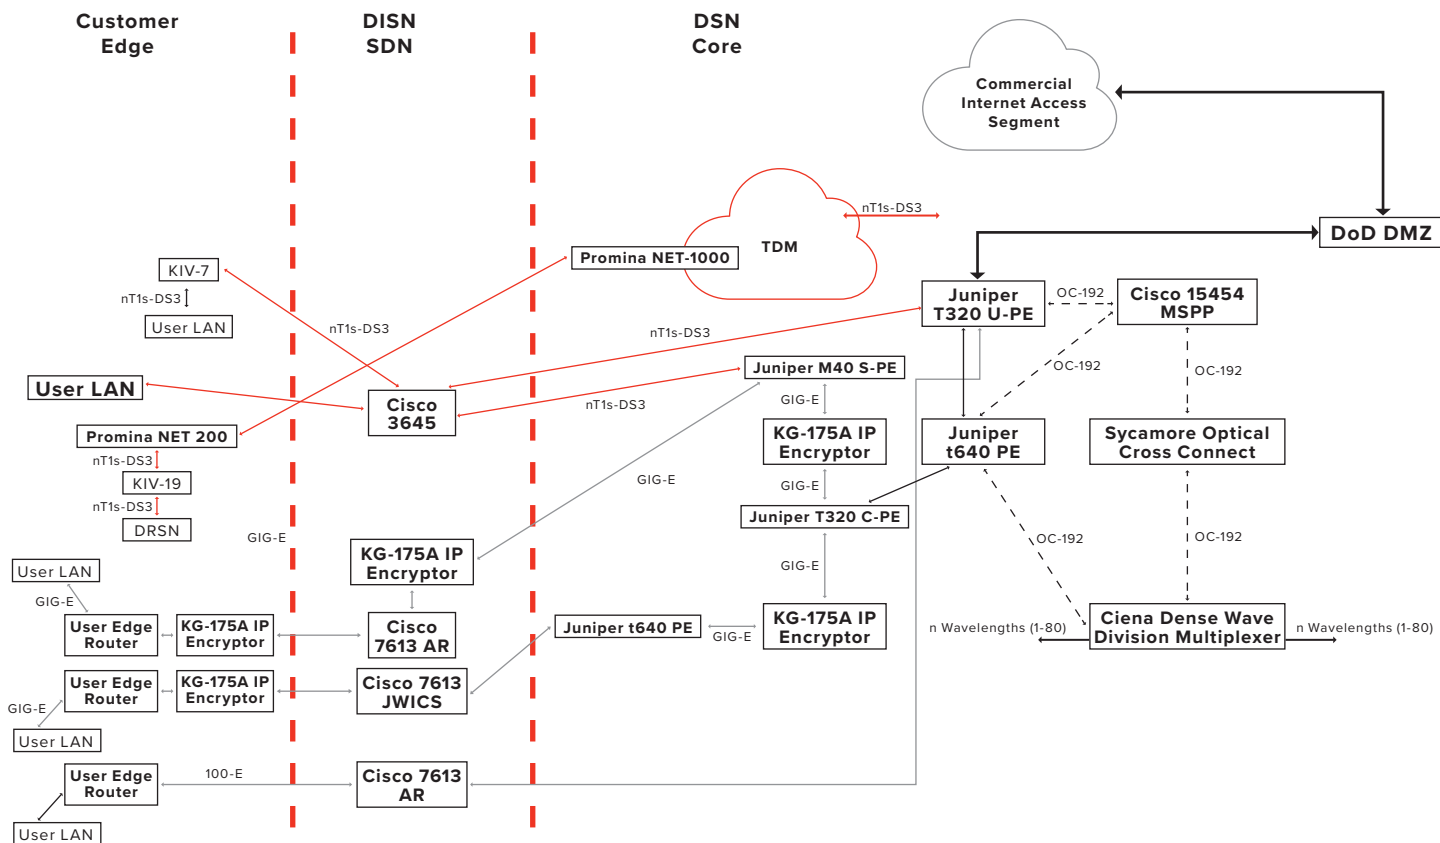 Customer
Edge
DISN
SDN
DSN
Core
Commercial
Internet Access
Segment
nT1s-DS3
DoD DMZ
TDM
Promina NET-1000
KIV-7
nT1s-DS3
User LAN
nT1s-DS3
nT1s-DS3
Juniper
T320 U-PE
OC-192
Cisco 15454
MSPP
OC-192
OC-192
User LAN
Cisco
3645
nT1s-DS3
Juniper M40 S-PE
GIG-E
Promina NET 200
nT1s-DS3
KIV-19
nT1s-DS3
DRSN
KG-175A IP
Encryptor
GIG-E
Juniper
t640 PE
Sycamore Optical
Cross Connect
GIG-E
Juniper T320 C-PE
GIG-E
KG-175A IP
Encryptor
GIG-E
OC-192
OC-192
User LAN
GIG-E
User Edge
Router
KG-175A IP
Encryptor
Cisco
7613 AR
Juniper t640 PE
GIG-E
KG-175A IP
Encryptor
n Wavelengths (1-80)
Ciena Dense Wave
Division Multiplexer
n Wavelengths (1-80)
User Edge
Router
KG-175A IP
Encryptor
Cisco 7613
JWICS
GIG-E
User LAN
User Edge
Router
100-E
Cisco 7613
AR
User LAN